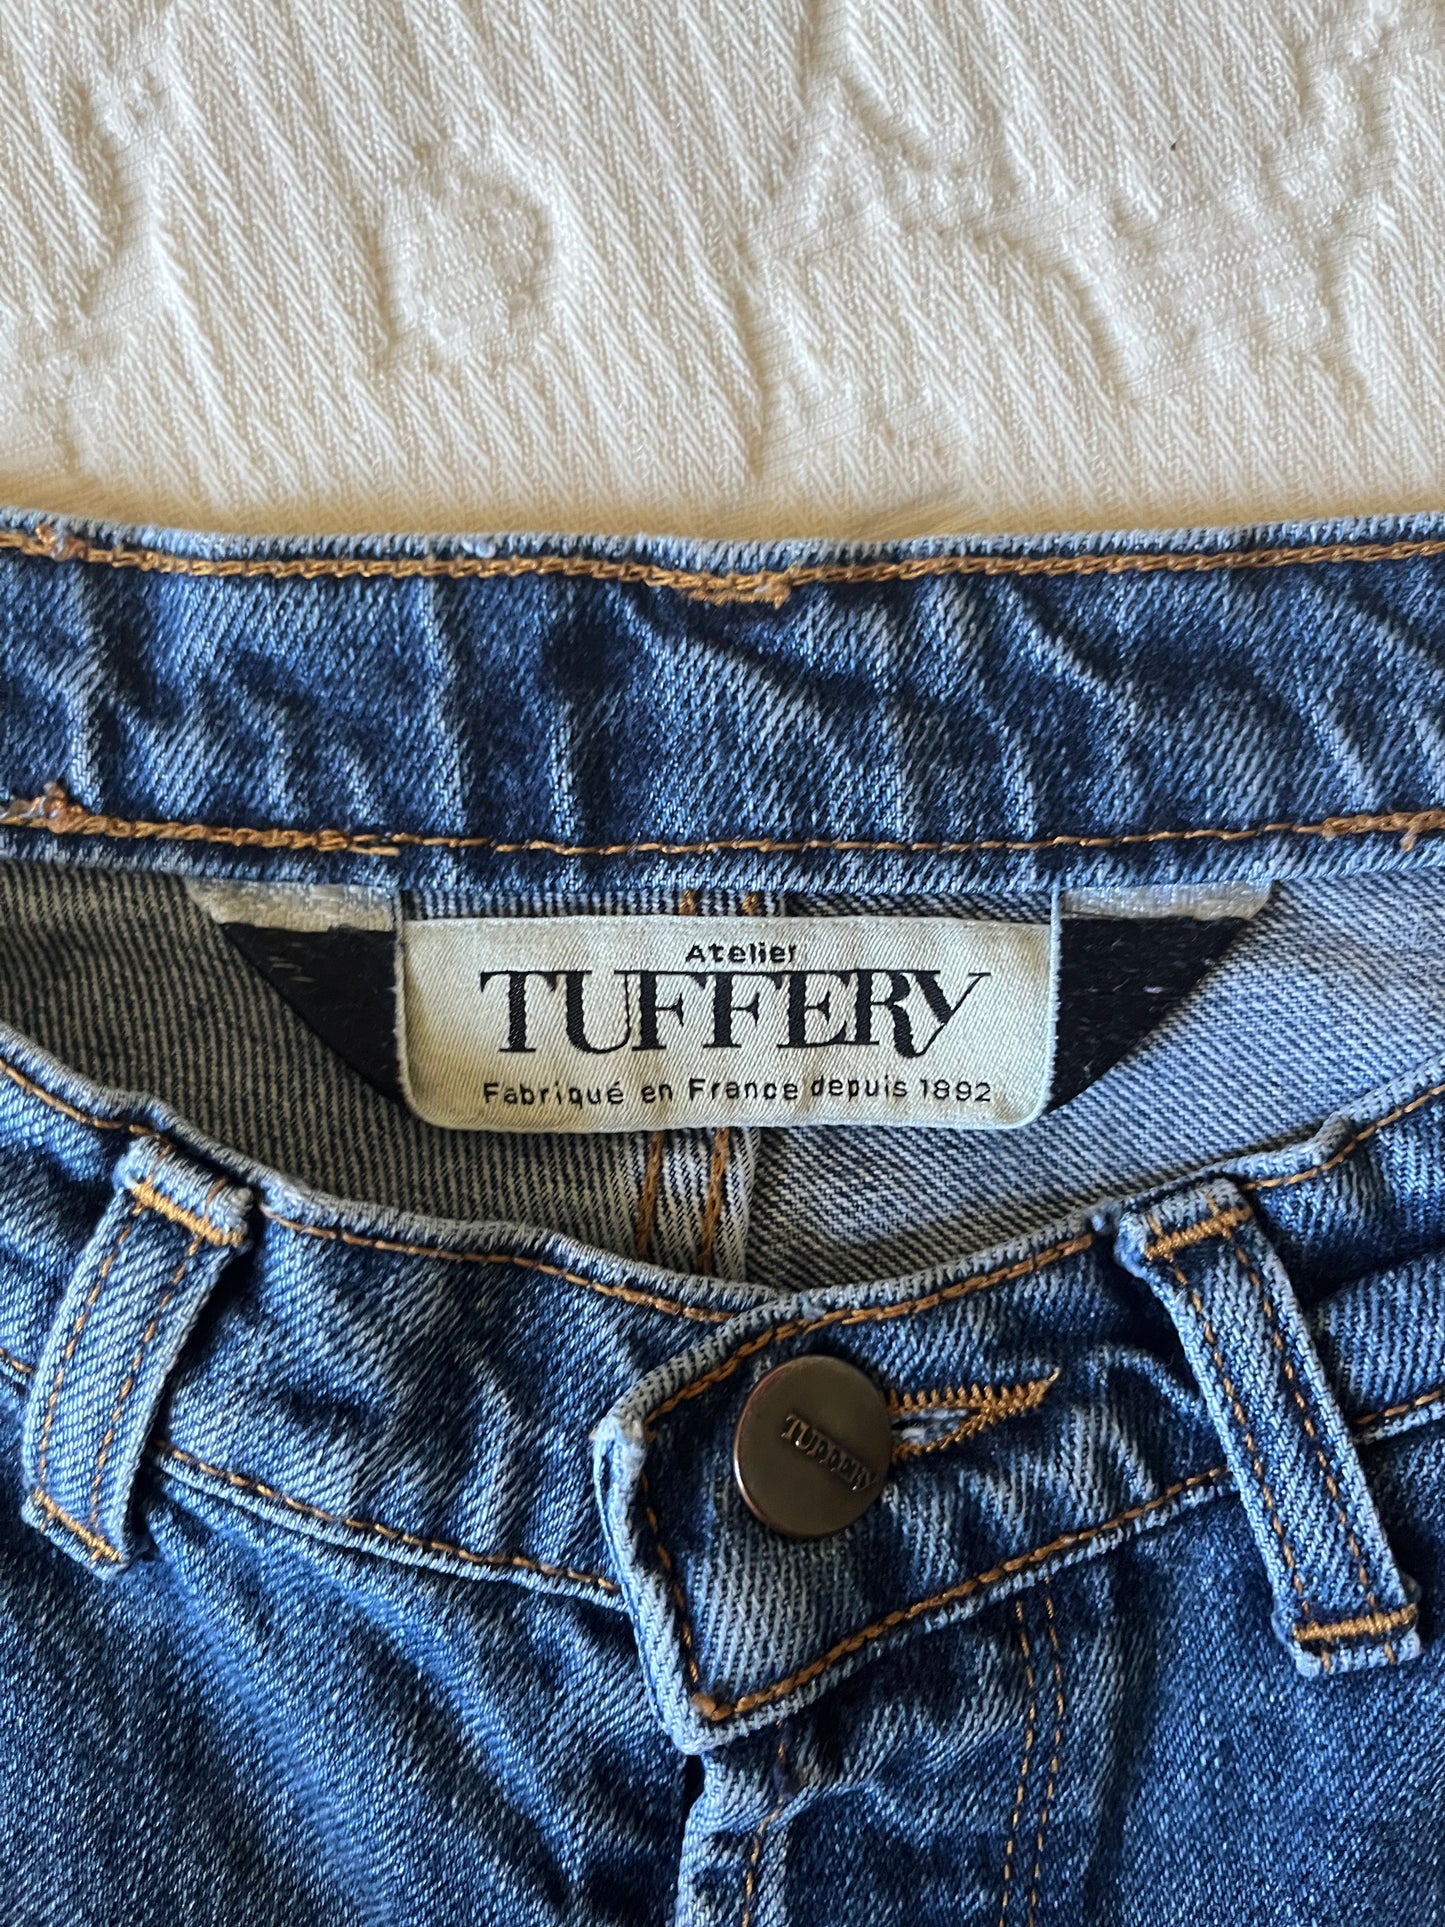 Atelier
TUFFERY
Fabriqué en France depuis 1892
TUFFERY